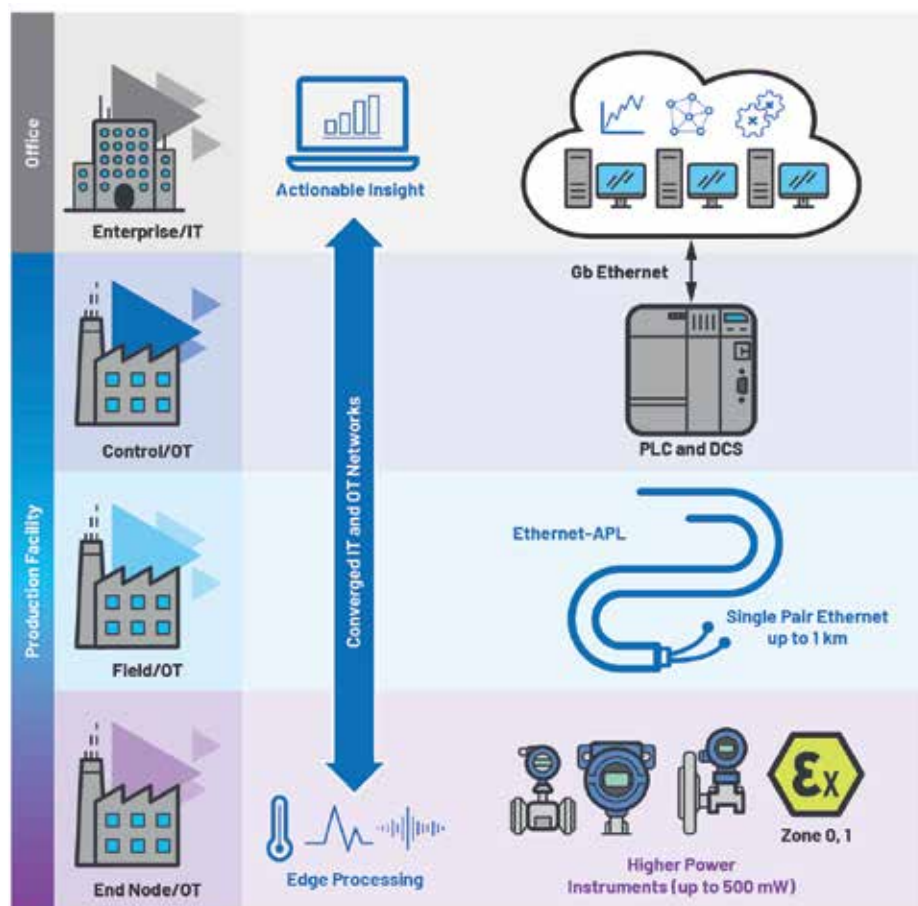 Office
Enterprise/IT
Actionable Insight
Gb Ethernet
Production Facility
Control/OT
Converged IT and OT Networks
PLC and DCS
Field/OT
Ethernet-APL
Single Pair Ethernet
up to 1 km
End Node/OT
Edge Processing
Higher Power
Instruments (up to 500 mW)
εx
Zone 0, 1